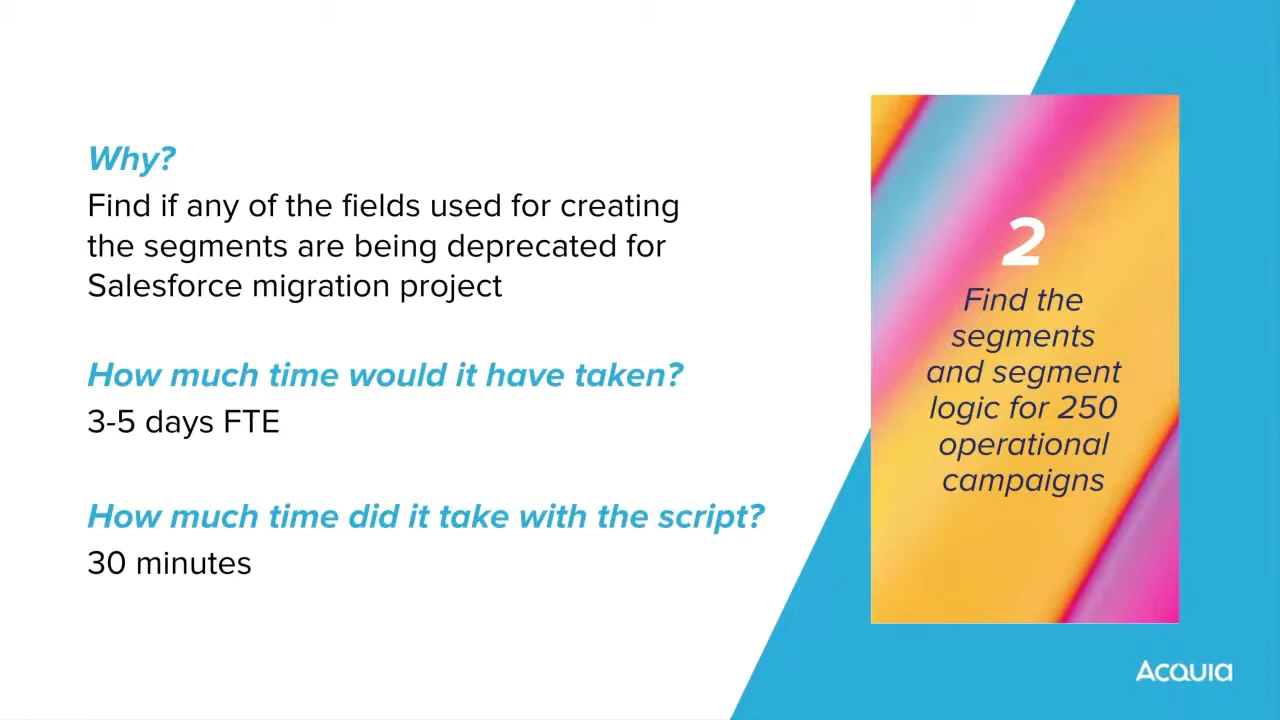 Why?
Find if any of the fields used for creating
the segments are being deprecated for
Salesforce migration project
How much time would it have taken?
3-5 days FTE
How much time did it take with the script?
30 minutes
2
Find the
segments
and segment
logic for 250
operational
campaigns
Acquia